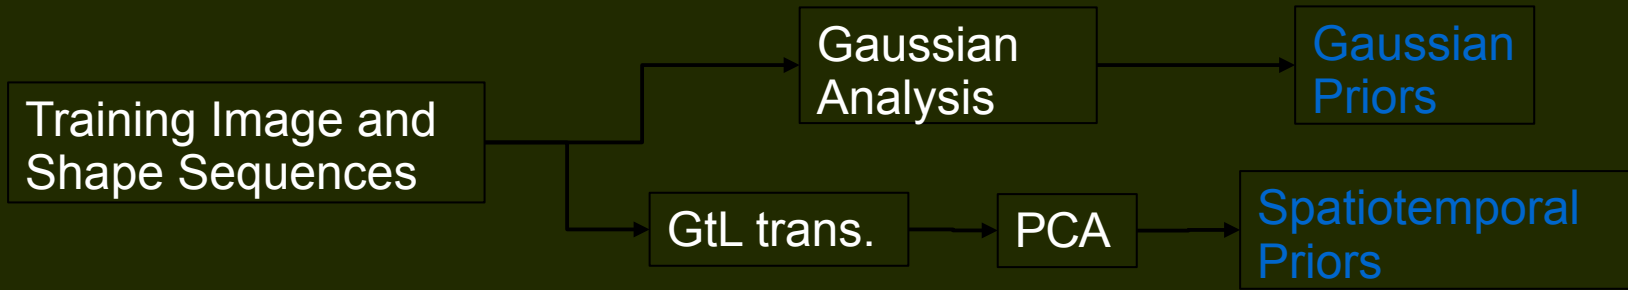 Training Image and
Shape Sequences
Gaussian
Analysis
Gaussian
Priors
GtL trans.
PCA
Spatiotemporal
Priors